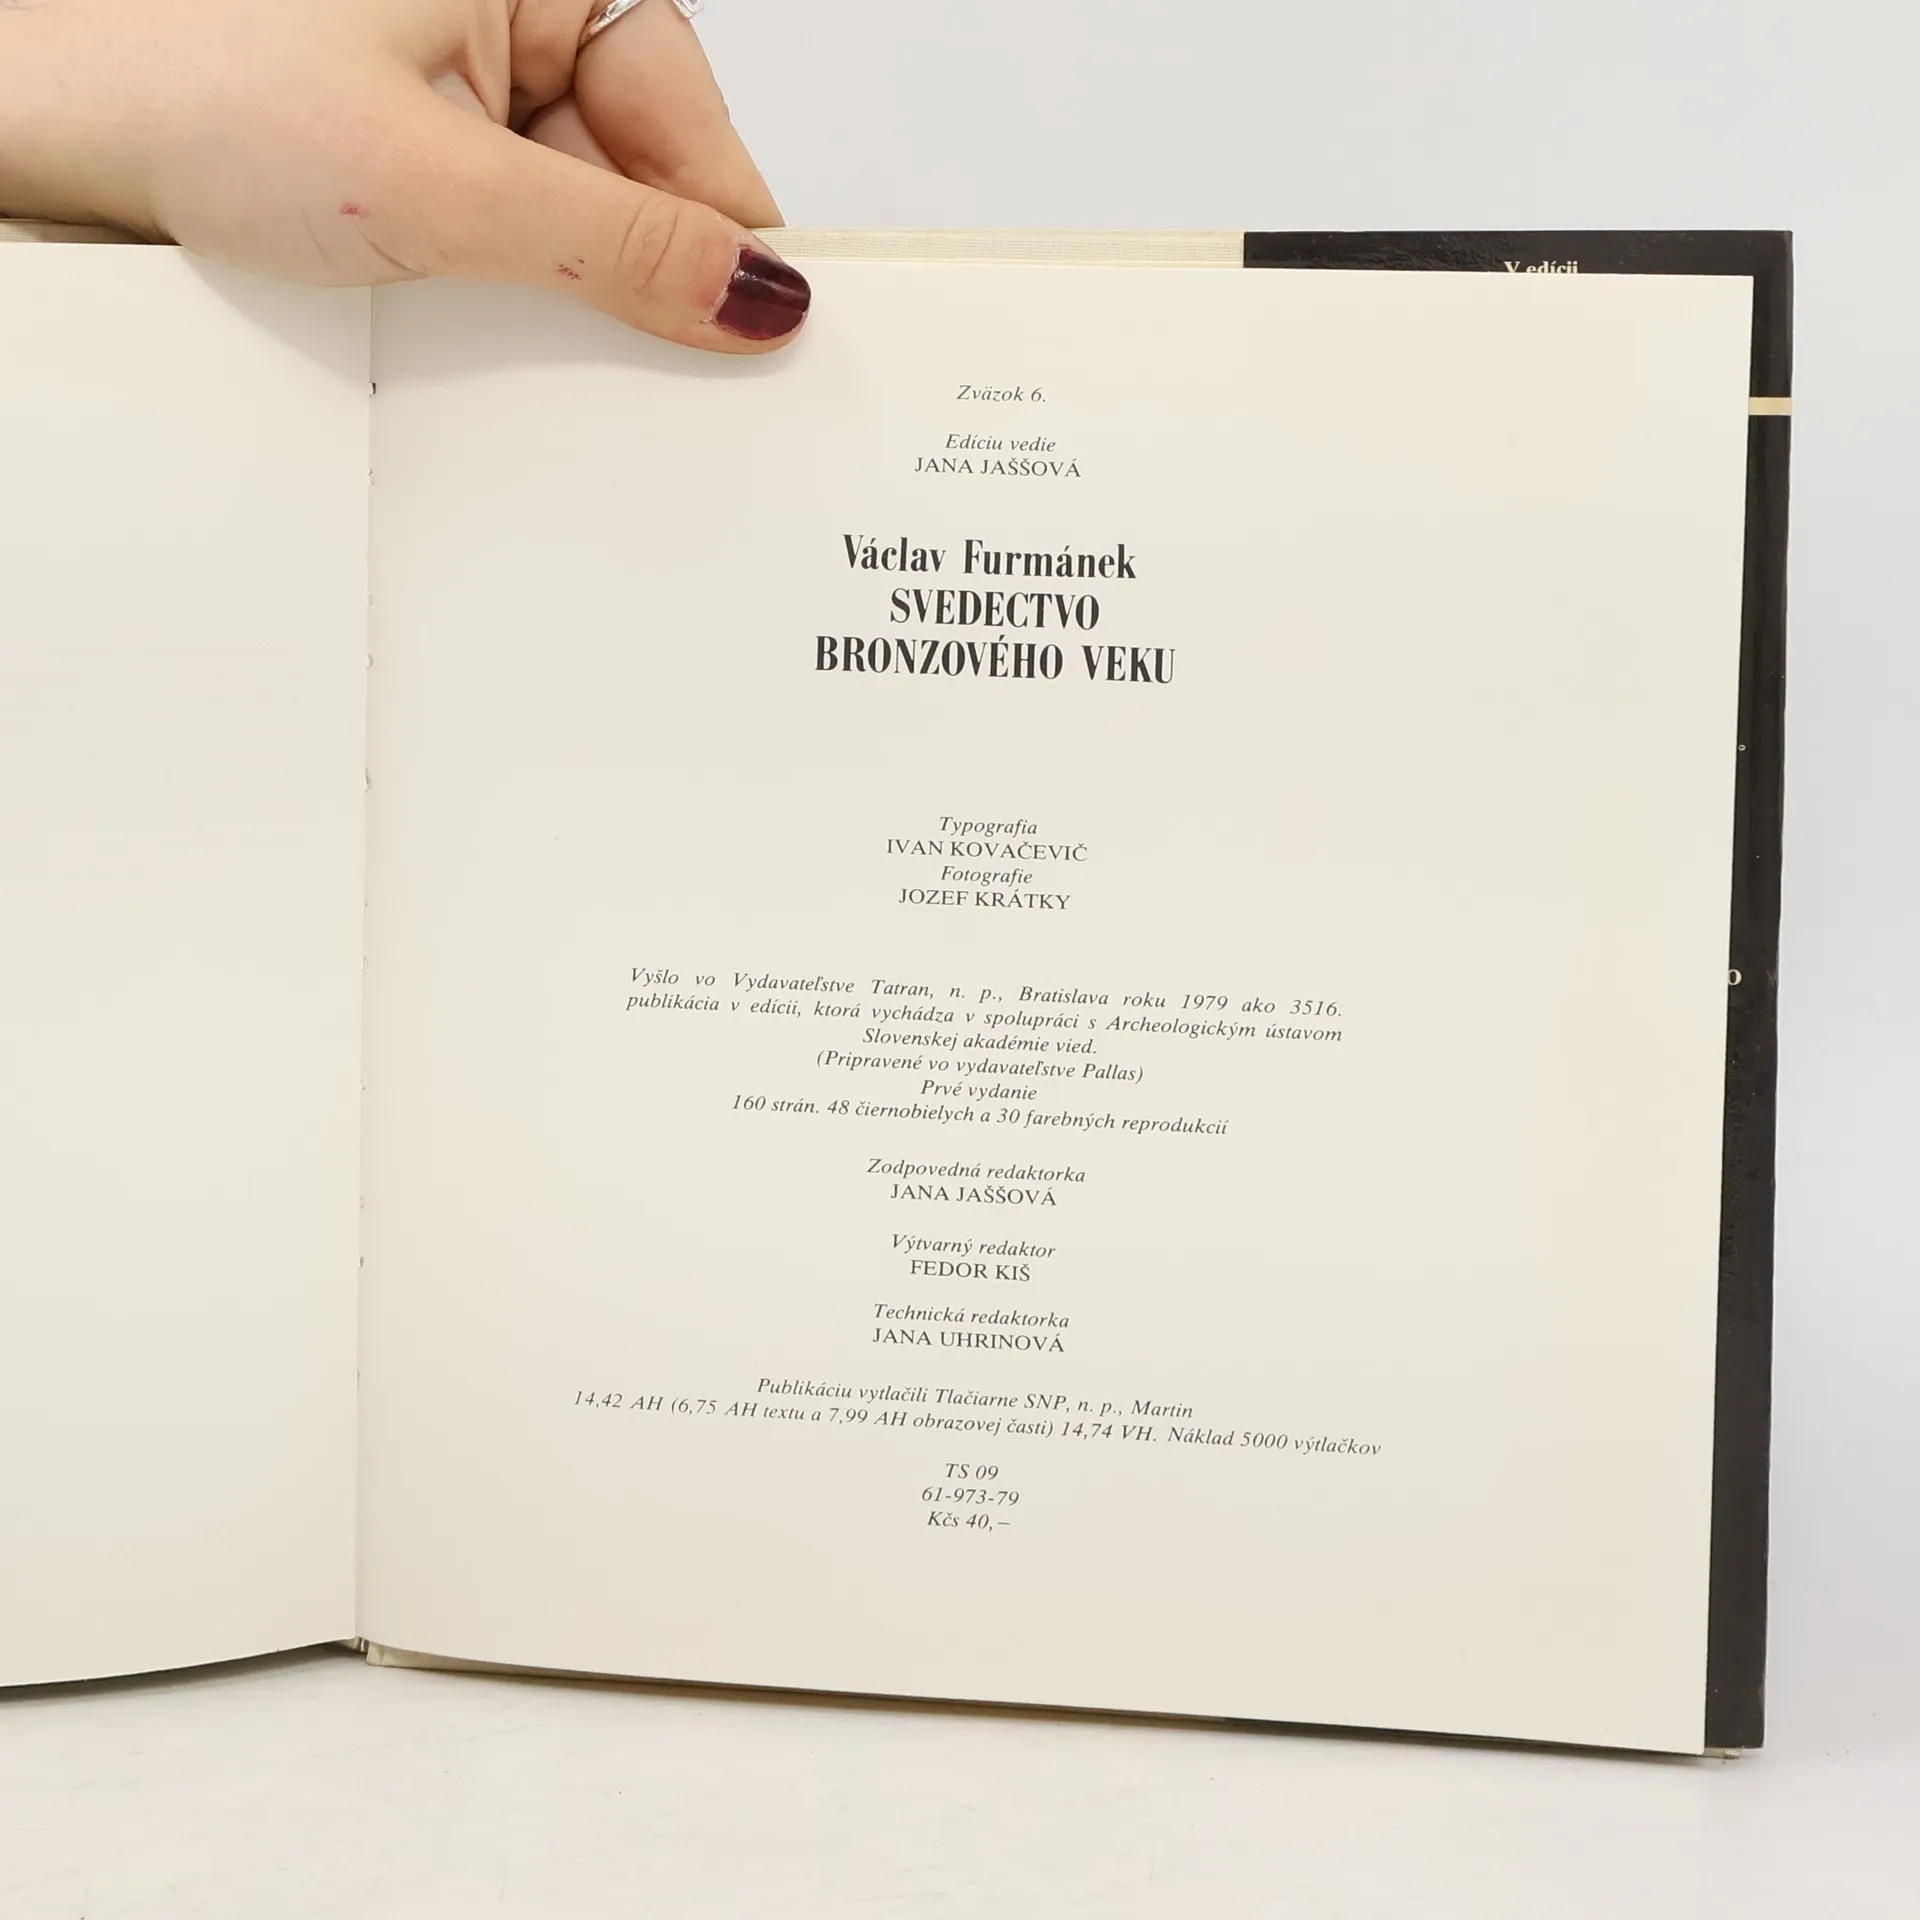 V edícii
Zväzok 6.
Edíciu vedie
JANA JAŠŠOVÁ
Václav Furmánek
SVEDECTVO
BRONZOVÉHO VEKU
Typografia
IVAN KOVAČEVIČ
Fotografie
JOZEF KRÁTKY
Vyšlo vo Vydavateľstve Tatran, n. p., Bratislava roku 1979 ako 3516.
publikácia v edícii, ktorá vychádza v spolupráci s Archeologickým ústavom
Slovenskej akadémie vied.
(Pripravené vo vydavateľstve Pallas)
Prvé vydanie
160 strán. 48 čiernobielych a 30 farebných reprodukcií
Zodpovedná redaktorka
JANA JAŠŠOVÁ
Výtvarný redaktor
FEDOR KIŠ
Technická redaktorka
JANA UHRINOVÁ
Publikáciu vytlačili Tlačiarne SNP, n. p., Martin
14,42 AH (6,75 AH textu a 7,99 AH obrazovej časti) 14,74 VH. Náklad 5000 výtlačkov
TS 09
61-973-79
Kčs 40,–